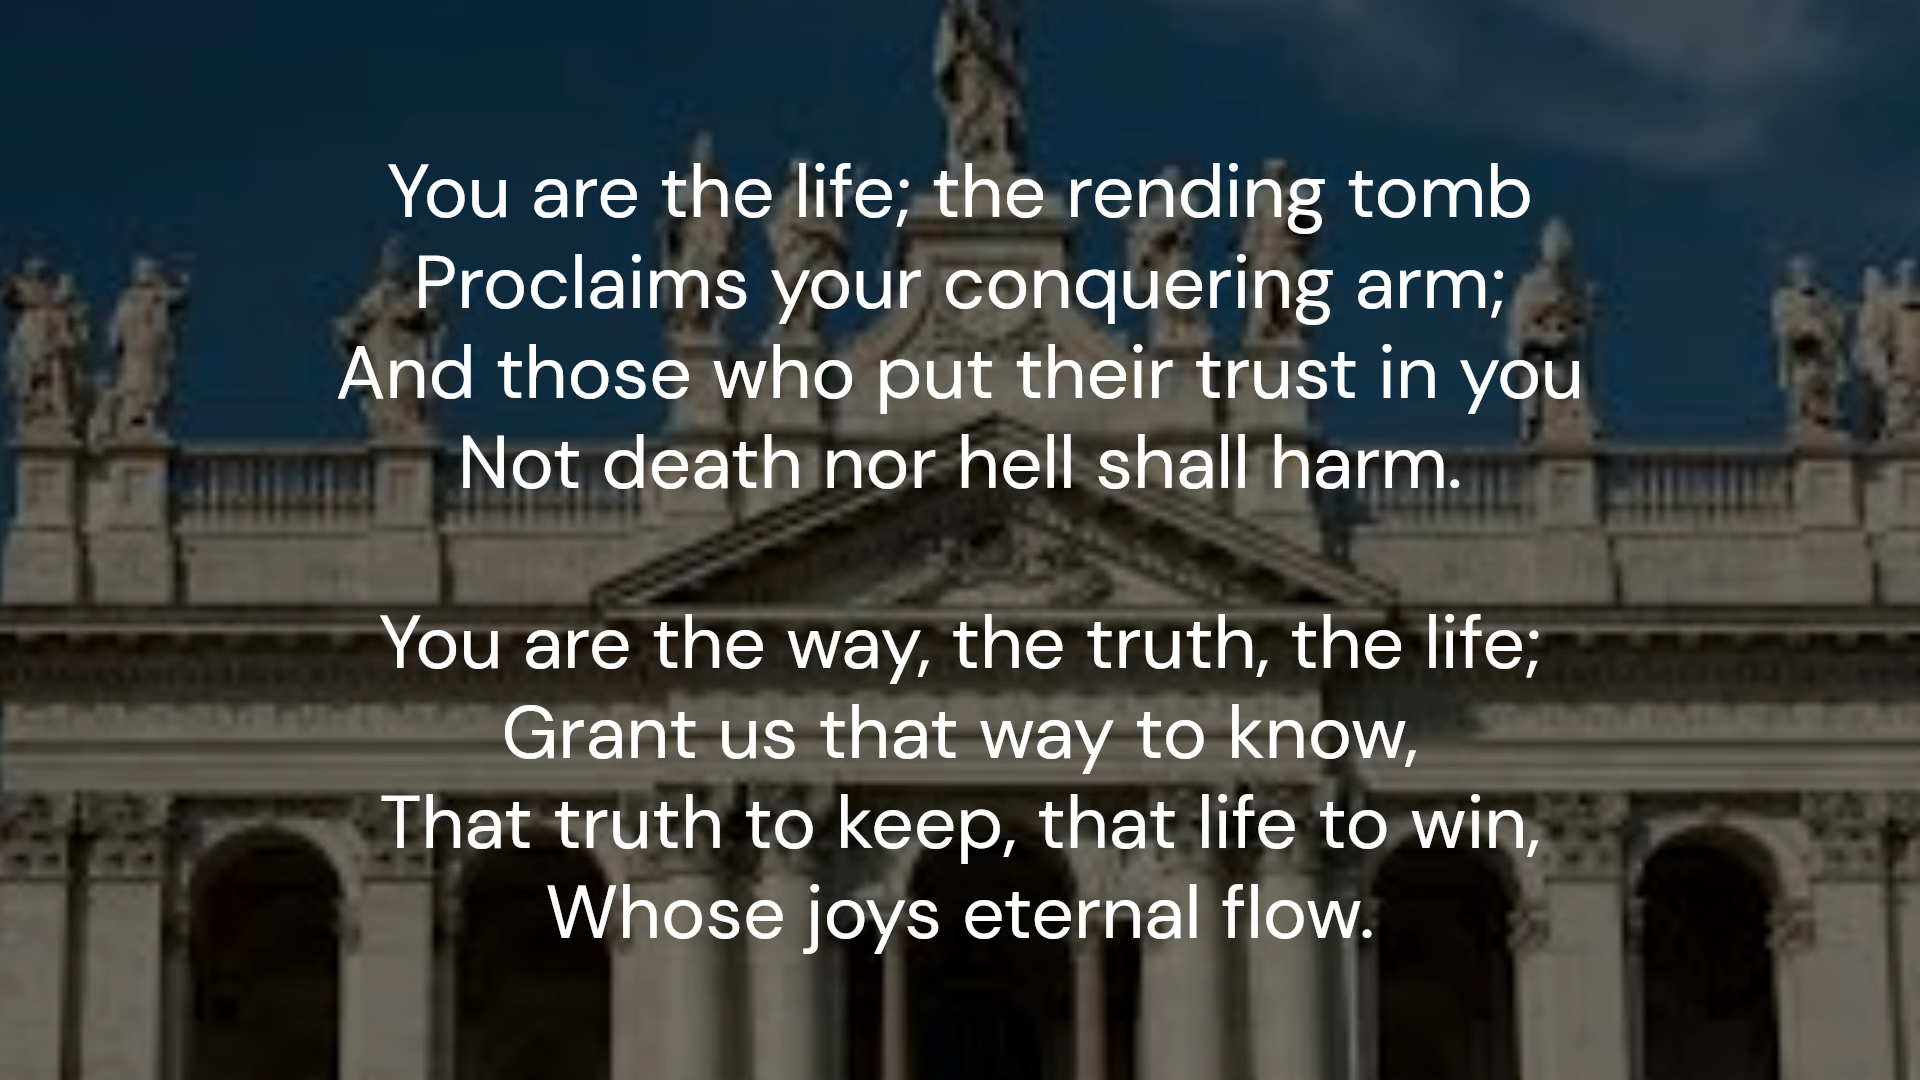 You are the life; the rending tomb
Proclaims your conquering arm;
And those who put their trust in you
Not death nor hell shall harm.
You are the way, the truth, the life;
Grant us that way to know,
That truth to keep, that life to win,
Whose joys eternal flow.